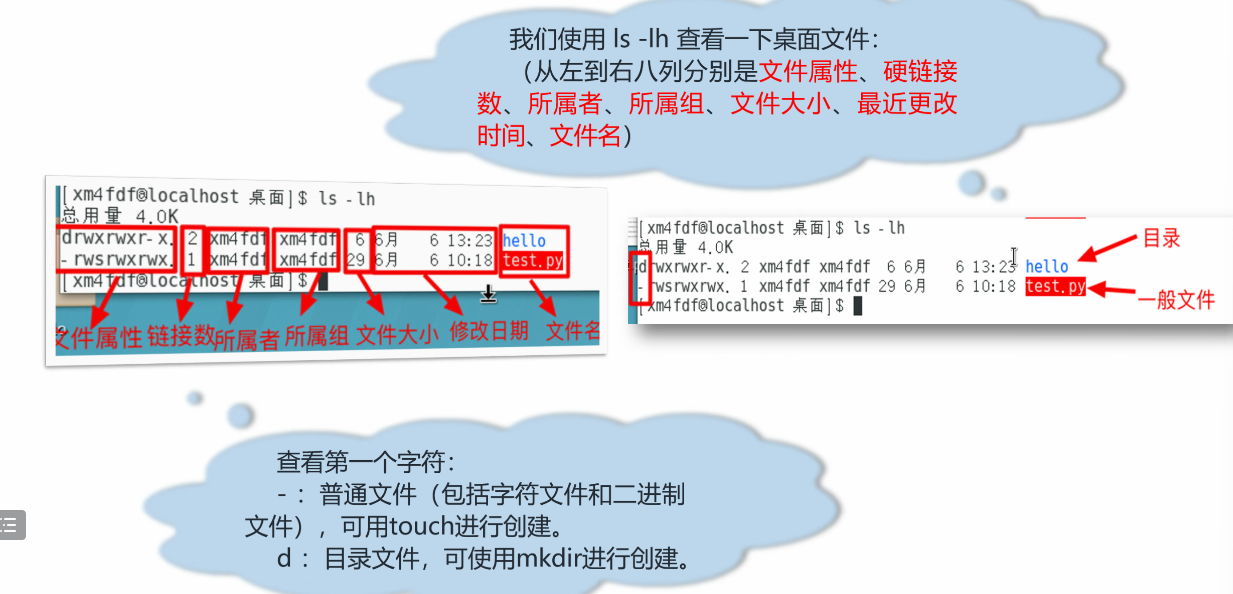 我们使用 ls -lh 查看一下桌面文件：
（从左到右八列分别是文件属性、硬链接
数、所属者、所属组、文件大小、最近更改
时间、文件名）
[xm4fdf@localhost 桌面]$ ls -lh
总用量 4.0K
drwxrwxr-x. 2 xm4fdf xm4fdf 6 6月 6 13:23 hello
-rwsrwxrwx. 1 xm4fdf xm4fdf 29 6月 6 10:18 test.py
[xm4fdf@localhost 桌面]$
文件属性 链接数 所属者 所属组 文件大小 修改日期 文件名
[xm4fdf@localhost 桌面]$ ls -lh
总用量 4.0K
drwxrwxr-x. 2 xm4fdf xm4fdf 6 6月 6 13:23 hello
-rwsrwxrwx. 1 xm4fdf xm4fdf 29 6月 6 10:18 test.py
[xm4fdf@localhost 桌面]$
目录
一般文件
查看第一个字符：
-：普通文件（包括字符文件和二进制
文件），可用touch进行创建。
d：目录文件，可使用mkdir进行创建。